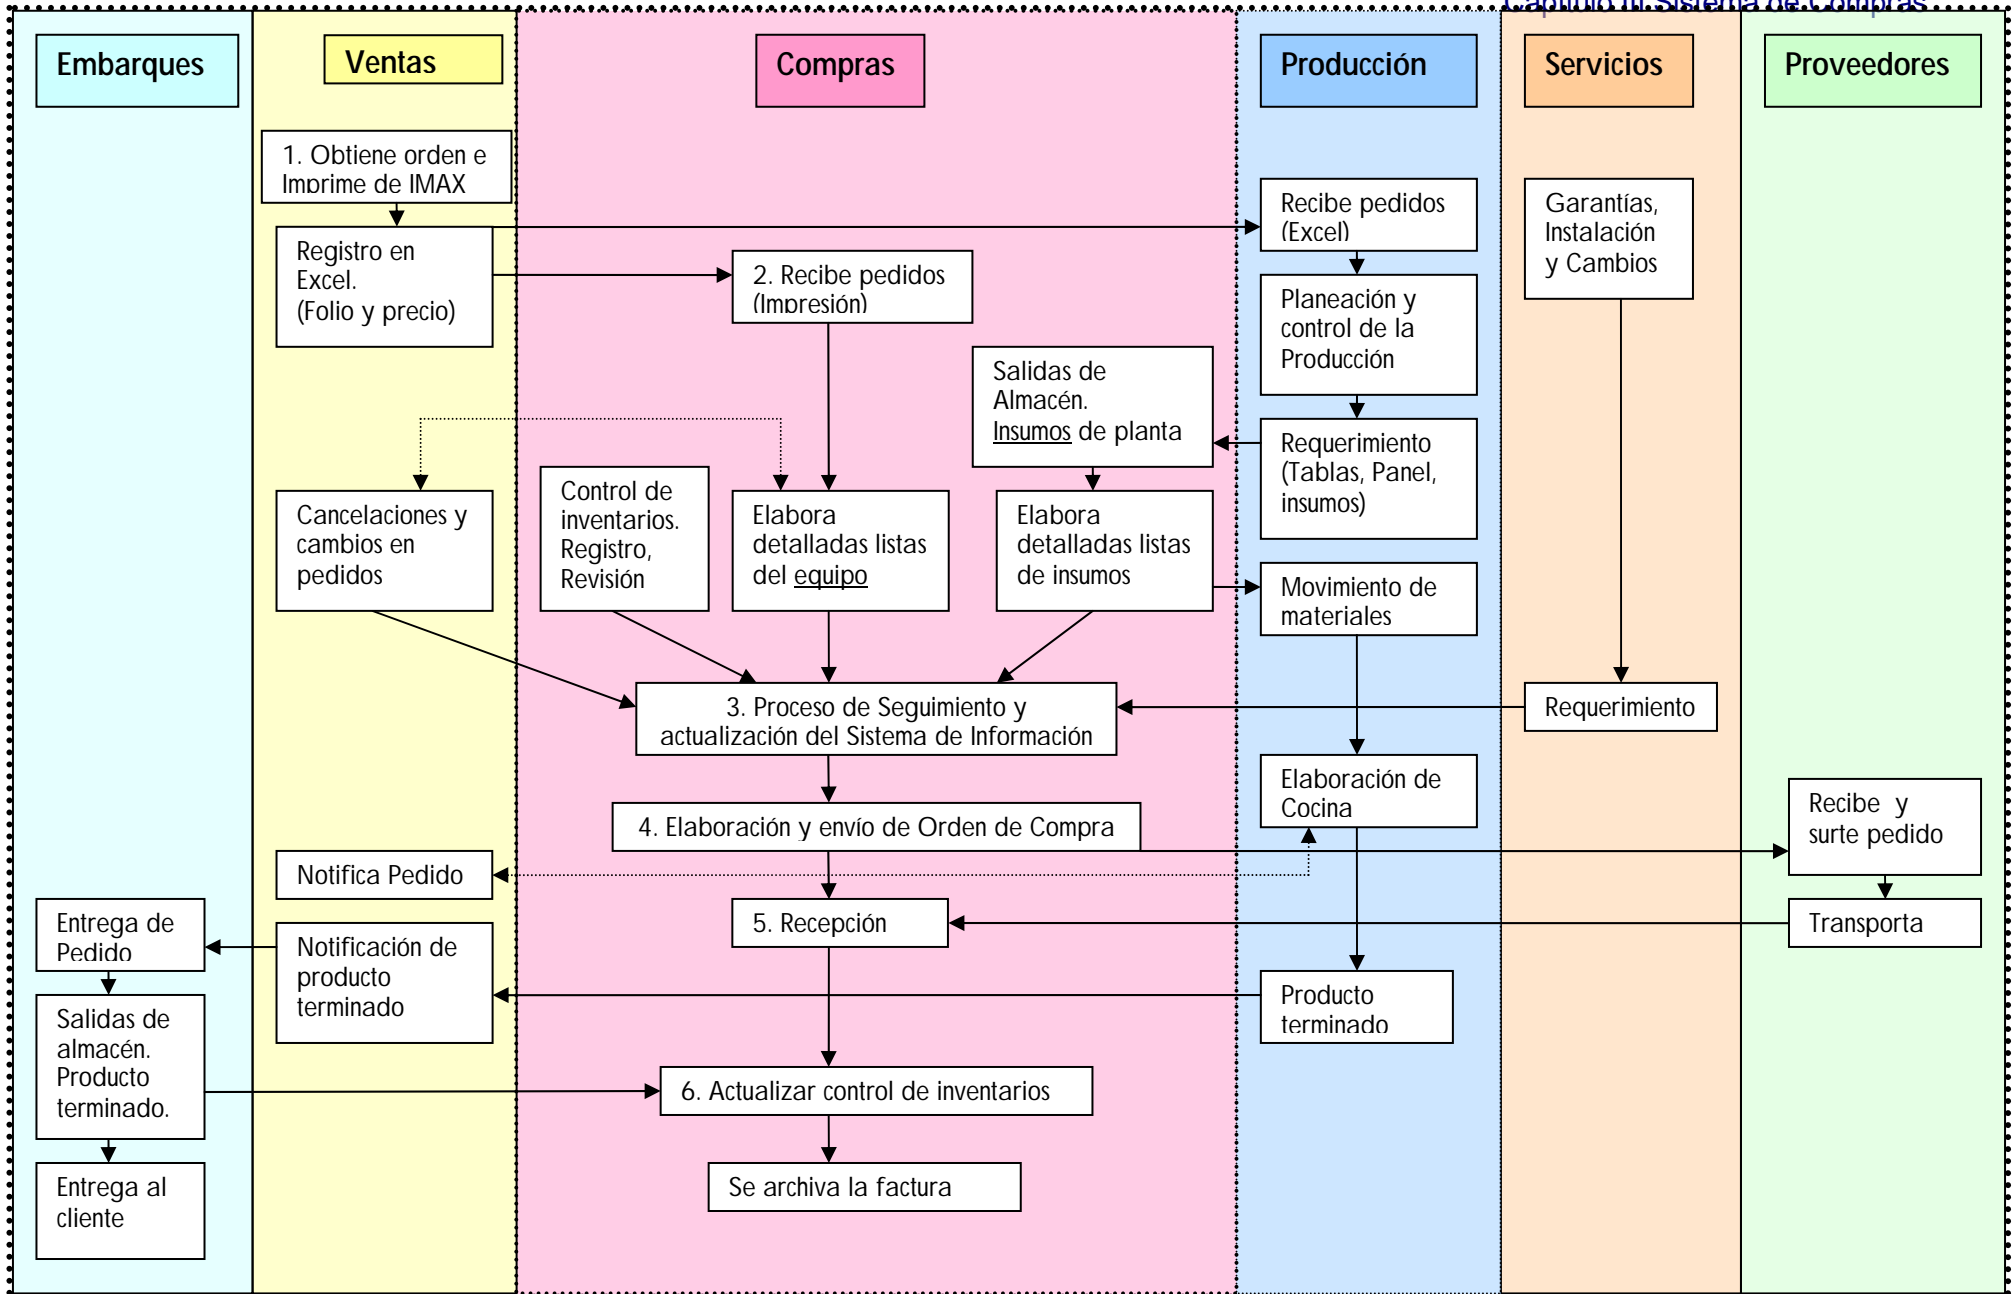 Capítulo III Sistema de Compras
Embarques
Ventas
Compras
Producción
Servicios
Proveedores
1. Obtiene orden e
Imprime de IMAX
Registro en
Excel.
(Folio y precio)
2. Recibe pedidos
(Impresión)
Recibe pedidos
(Excel)
Garantías,
Instalación
y Cambios
Planeación y
control de la
Producción
Salidas de
Almacén.
Insumos de planta
Requerimiento
(Tablas, Panel,
insumos)
Cancelaciones y
cambios en
pedidos
Control de
inventarios.
Registro,
Revisión
Elabora
detalladas listas
del equipo
Elabora
detalladas listas
de insumos
Movimiento de
materiales
3. Proceso de Seguimiento y
actualización del Sistema de Información
Requerimiento
Elaboración de
Cocina
4. Elaboración y envío de Orden de Compra
Recibe y
surte pedido
Notifica Pedido
Entrega de
Pedido
Notificación de
producto
terminado
5. Recepción
Transporta
Producto
terminado
Salidas de
almacén.
Producto
terminado.
6. Actualizar control de inventarios
Entrega al
cliente
Se archiva la factura